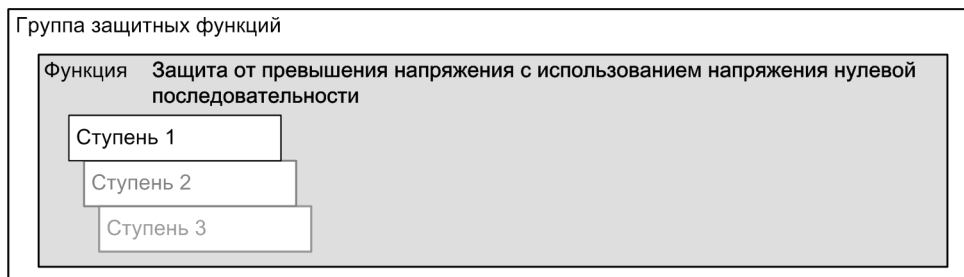 Группа защитных функций
Функция Защита от превышения напряжения с использованием напряжения нулевой
последовательности
Ступень 1
Ступень 2
Ступень 3